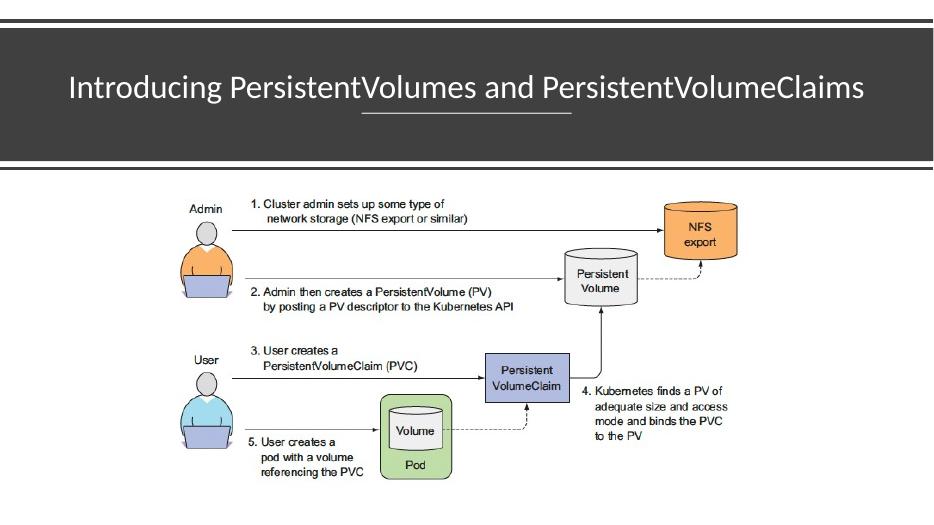 Introducing PersistentVolumes and PersistentVolumeClaims
Admin
1. Cluster admin sets up some type of
network storage (NFS export or similar)
NFS
export
Persistent
Volume
2. Admin then creates a PersistentVolume (PV)
by posting a PV descriptor to the Kubernetes API
User
3. User creates a
PersistentVolumeClaim (PVC)
Persistent
VolumeClaim
4. Kubernetes finds a PV of
adequate size and access
mode and binds the PVC
to the PV
Volume
Pod
5. User creates a
pod with a volume
referencing the PVC